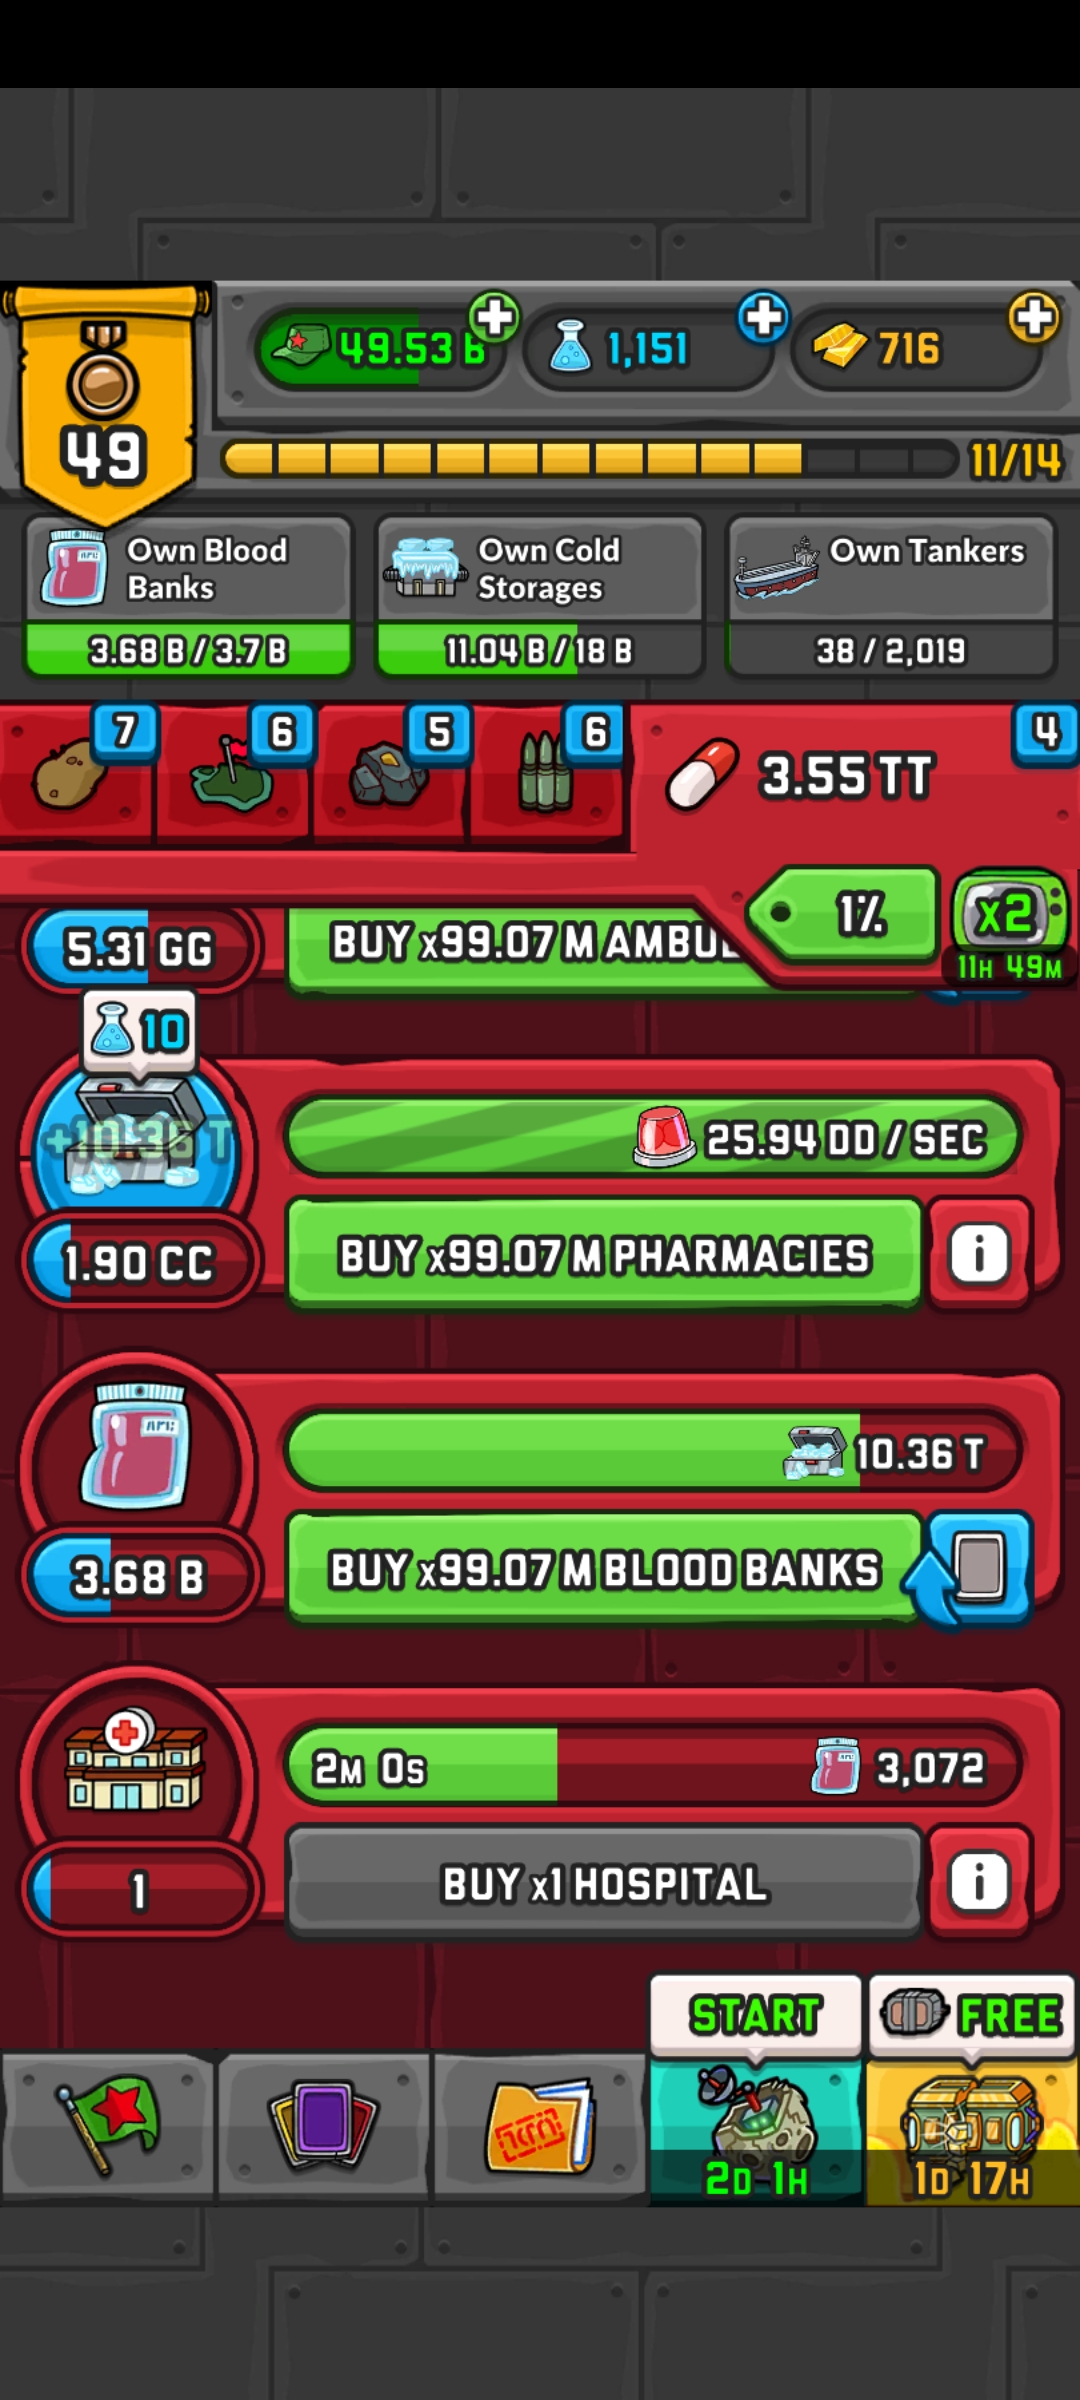 49.53 B
1,151
716
49
11/14
Own Blood
Banks
3.68 B / 3.7 B
Own Cold
Storages
11.04 B / 18 B
Own Tankers
38 / 2,019
7
6
5
6
3.55 TT
4
5.31 GG
BUY x99.07 M AMBUL
1%
x2
11H 49M
10
+10.36 T
25.94 DD / SEC
1.90 CC
BUY x99.07 M PHARMACIES
i
10.36 T
3.68 B
BUY x99.07 M BLOOD BANKS
2M 0S
3,072
1
BUY x1 HOSPITAL
i
START
FREE
2D 1H
1D 17H